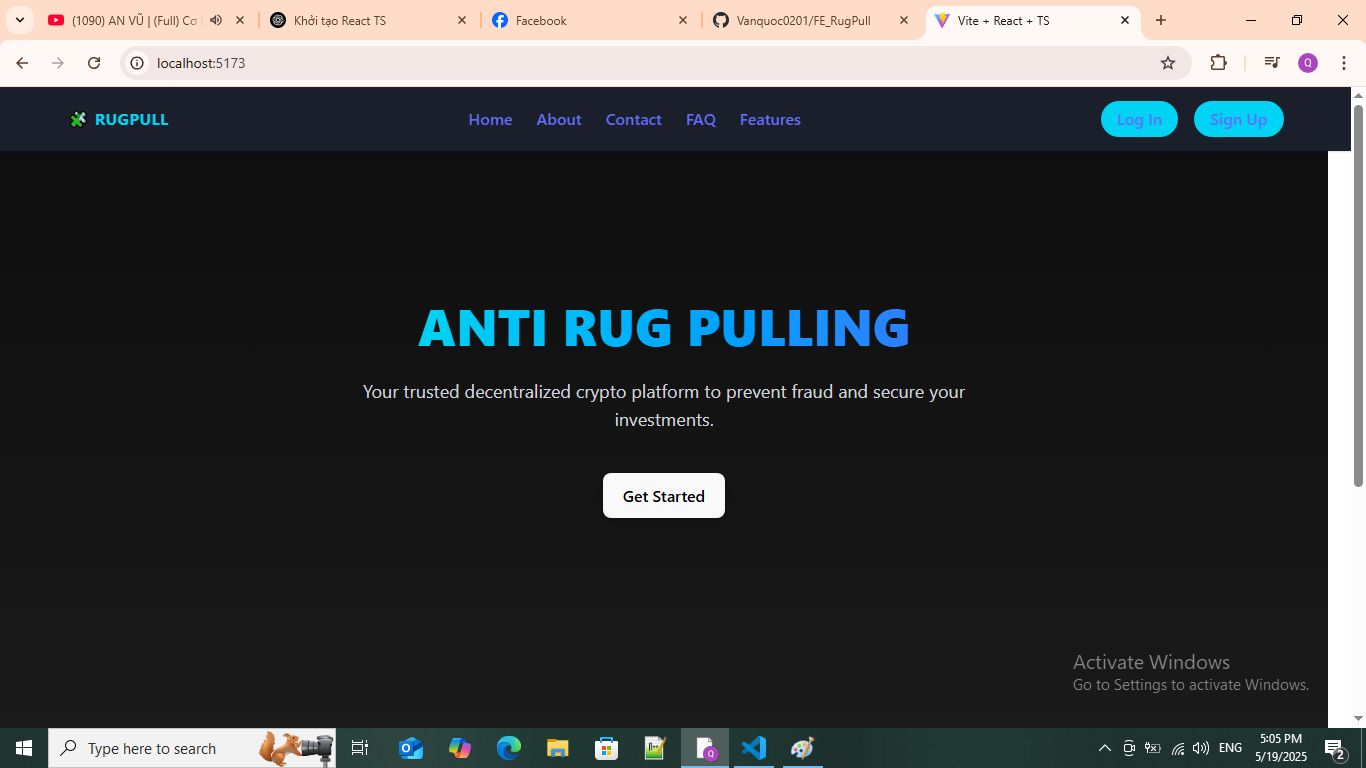 (1090) AN VŨ | (Full) Cơ
Khởi tạo React TS
Facebook
Vanquoc0201/FE_RugPull
Vite + React + TS
localhost:5173
Q
RUGPULL
Home
About
Contact
FAQ
Features
Log In
Sign Up
ANTI RUG PULLING
Your trusted decentralized crypto platform to prevent fraud and secure your
investments.
Get Started
Activate Windows
Go to Settings to activate Windows.
Type here to search
Q
ENG
5:05 PM
5/19/2025
2